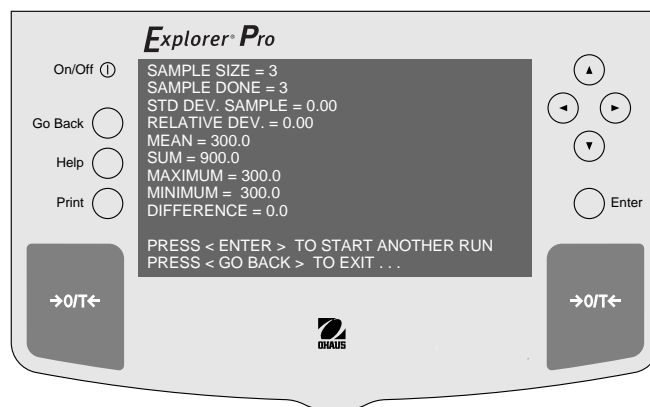 Explorer® Pro
On/Off
Go Back
Help
Print
SAMPLE SIZE = 3
SAMPLE DONE = 3
STD DEV. SAMPLE = 0.00
RELATIVE DEV. = 0.00
MEAN = 300.0
SUM = 900.0
MAXIMUM = 300.0
MINIMUM =  300.0
DIFFERENCE = 0.0
PRESS < ENTER >  TO START ANOTHER RUN
PRESS < GO BACK >  TO EXIT . . .
Enter
→0/T←
→0/T←
OHAUS